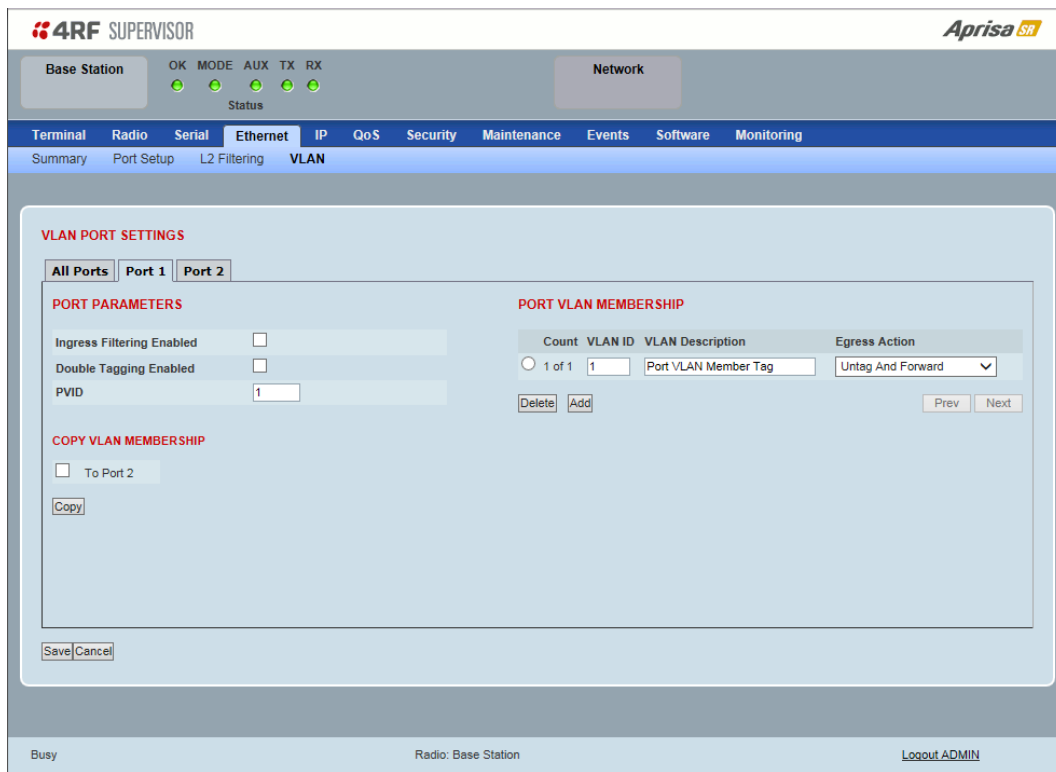 4RF SUPERVISOR
Aprisa SR
Base Station
OK MODE AUX TX RX
Status
Network
Terminal Radio Serial Ethernet IP QoS Security Maintenance Events Software Monitoring
Summary Port Setup L2 Filtering VLAN
VLAN PORT SETTINGS
All Ports Port 1 Port 2
PORT PARAMETERS
Ingress Filtering Enabled
Double Tagging Enabled
PVID 1
COPY VLAN MEMBERSHIP
To Port 2
Copy
PORT VLAN MEMBERSHIP
Count VLAN ID VLAN Description Egress Action
1 of 1 1 Port VLAN Member Tag Untag And Forward
Delete Add Prev Next
Save Cancel
Busy Radio: Base Station Logout ADMIN